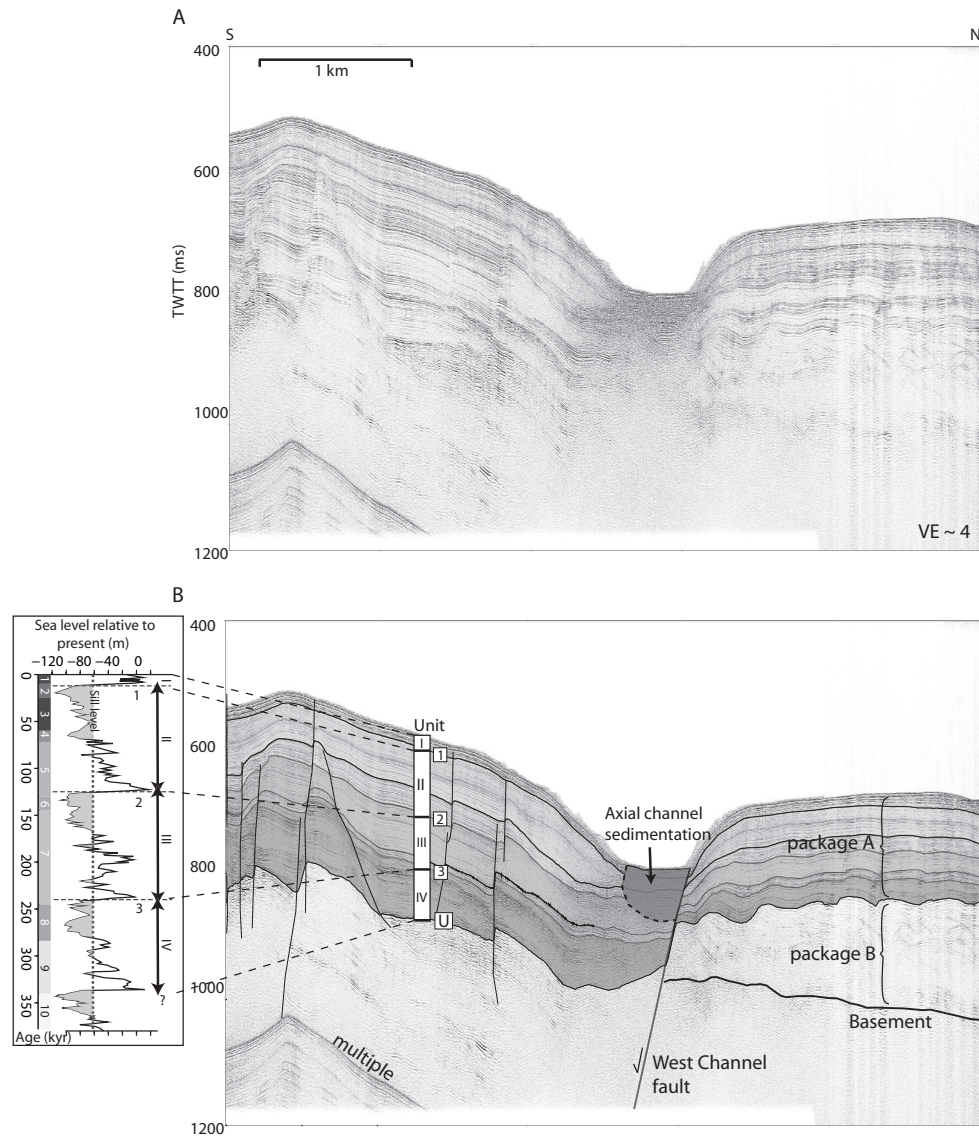 A
S
N
400
1 km
600
TWTT (ms)
800
1000
VE ~ 4
1200
B
400
Sea level relative to
present (m)
−120 −80 −40 0
0
50
100
150
200
250
300
350
Age (kyr)
1
2
3
4
5
6
7
8
9
10
Sill level
I
1
II
2
III
3
IV
?
Unit
I
1
II
2
III
3
IV
U
600
800
1000
1200
Axial channel
sedimentation
package A
package B
Basement
West Channel
fault
multiple